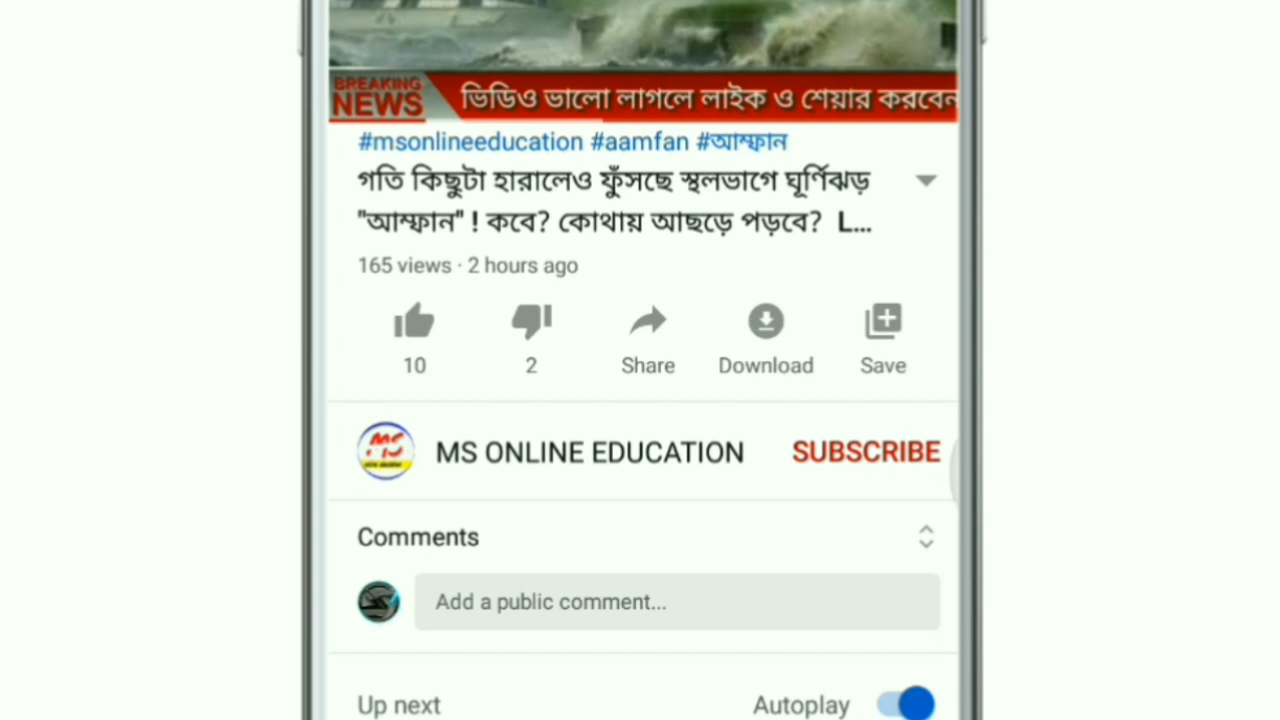 BREAKING
NEWS
ভিডিও ভালো লাগলে লাইক ও শেয়ার করবেন
#msonlineeducation #aamfan #আম্ফান
গতি কিছুটা হারালেও ফুঁসছে স্থলভাগে ঘূর্ণিঝড়
"আম্ফান" ! কবে? কোথায় আছড়ে পড়বে? L...
165 views · 2 hours ago
10 2 Share Download Save
MS
MS ONLINE EDUCATION SUBSCRIBE
Comments
Add a public comment...
Up next Autoplay